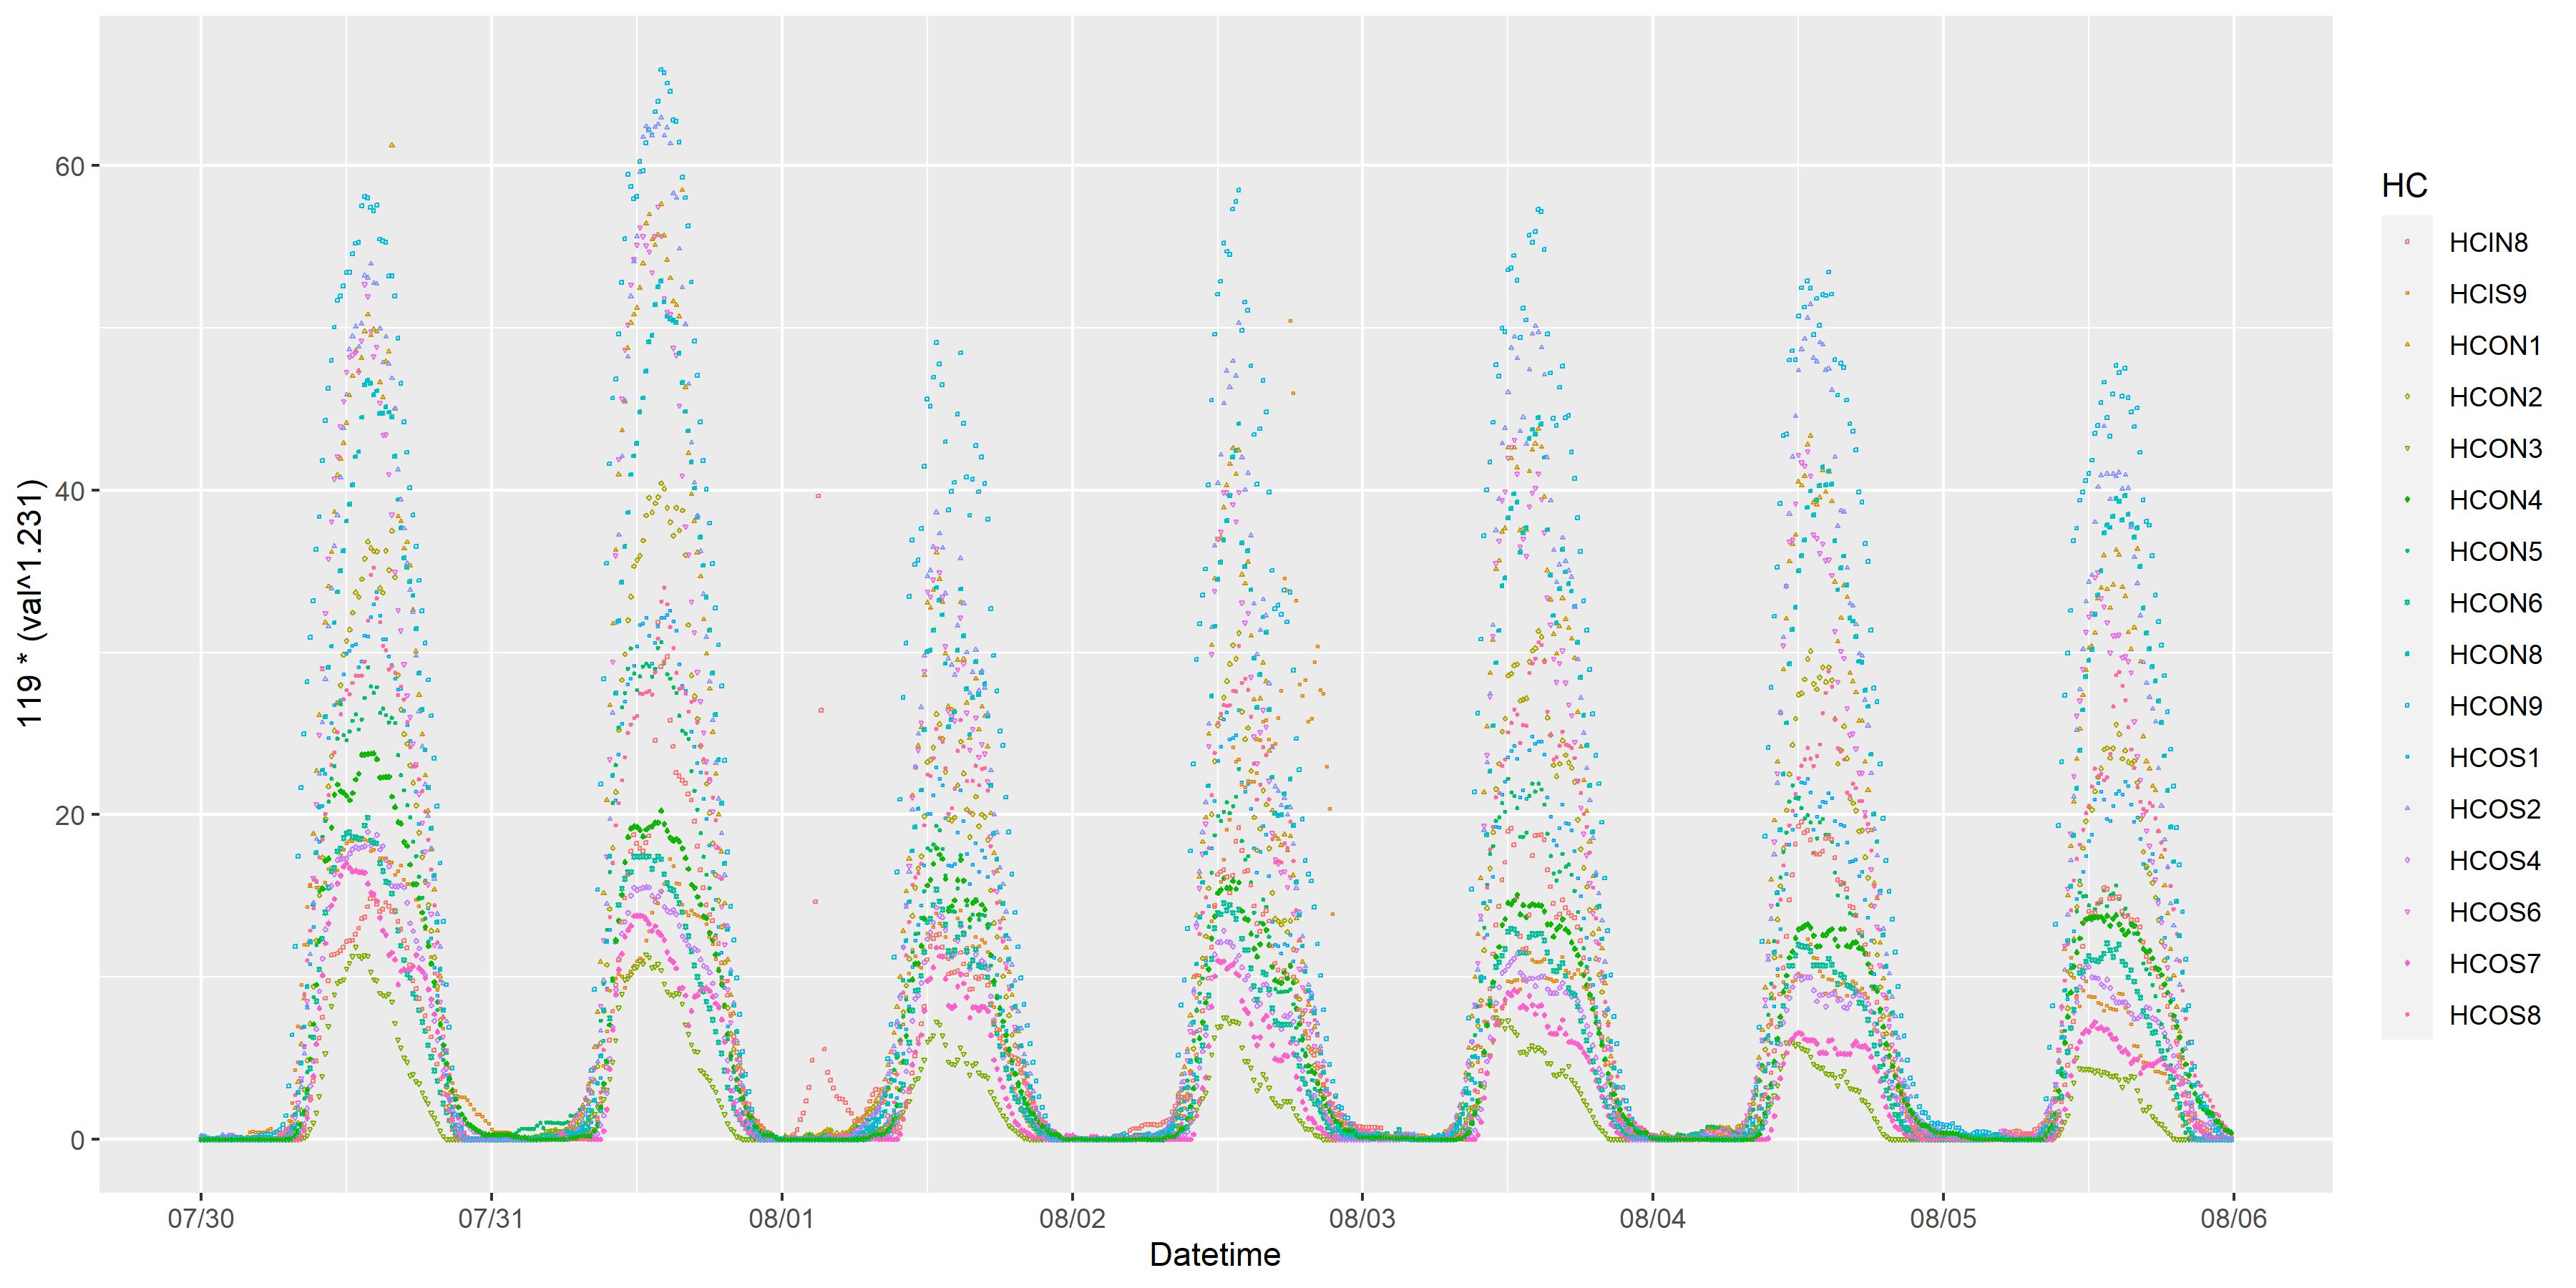 60
40
20
0
119 * (val^1.231)
07/30
07/31
08/01
08/02
08/03
08/04
08/05
08/06
Datetime
HC
HCIN8
HCIS9
HCON1
HCON2
HCON3
HCON4
HCON5
HCON6
HCON8
HCON9
HCOS1
HCOS2
HCOS4
HCOS6
HCOS7
HCOS8